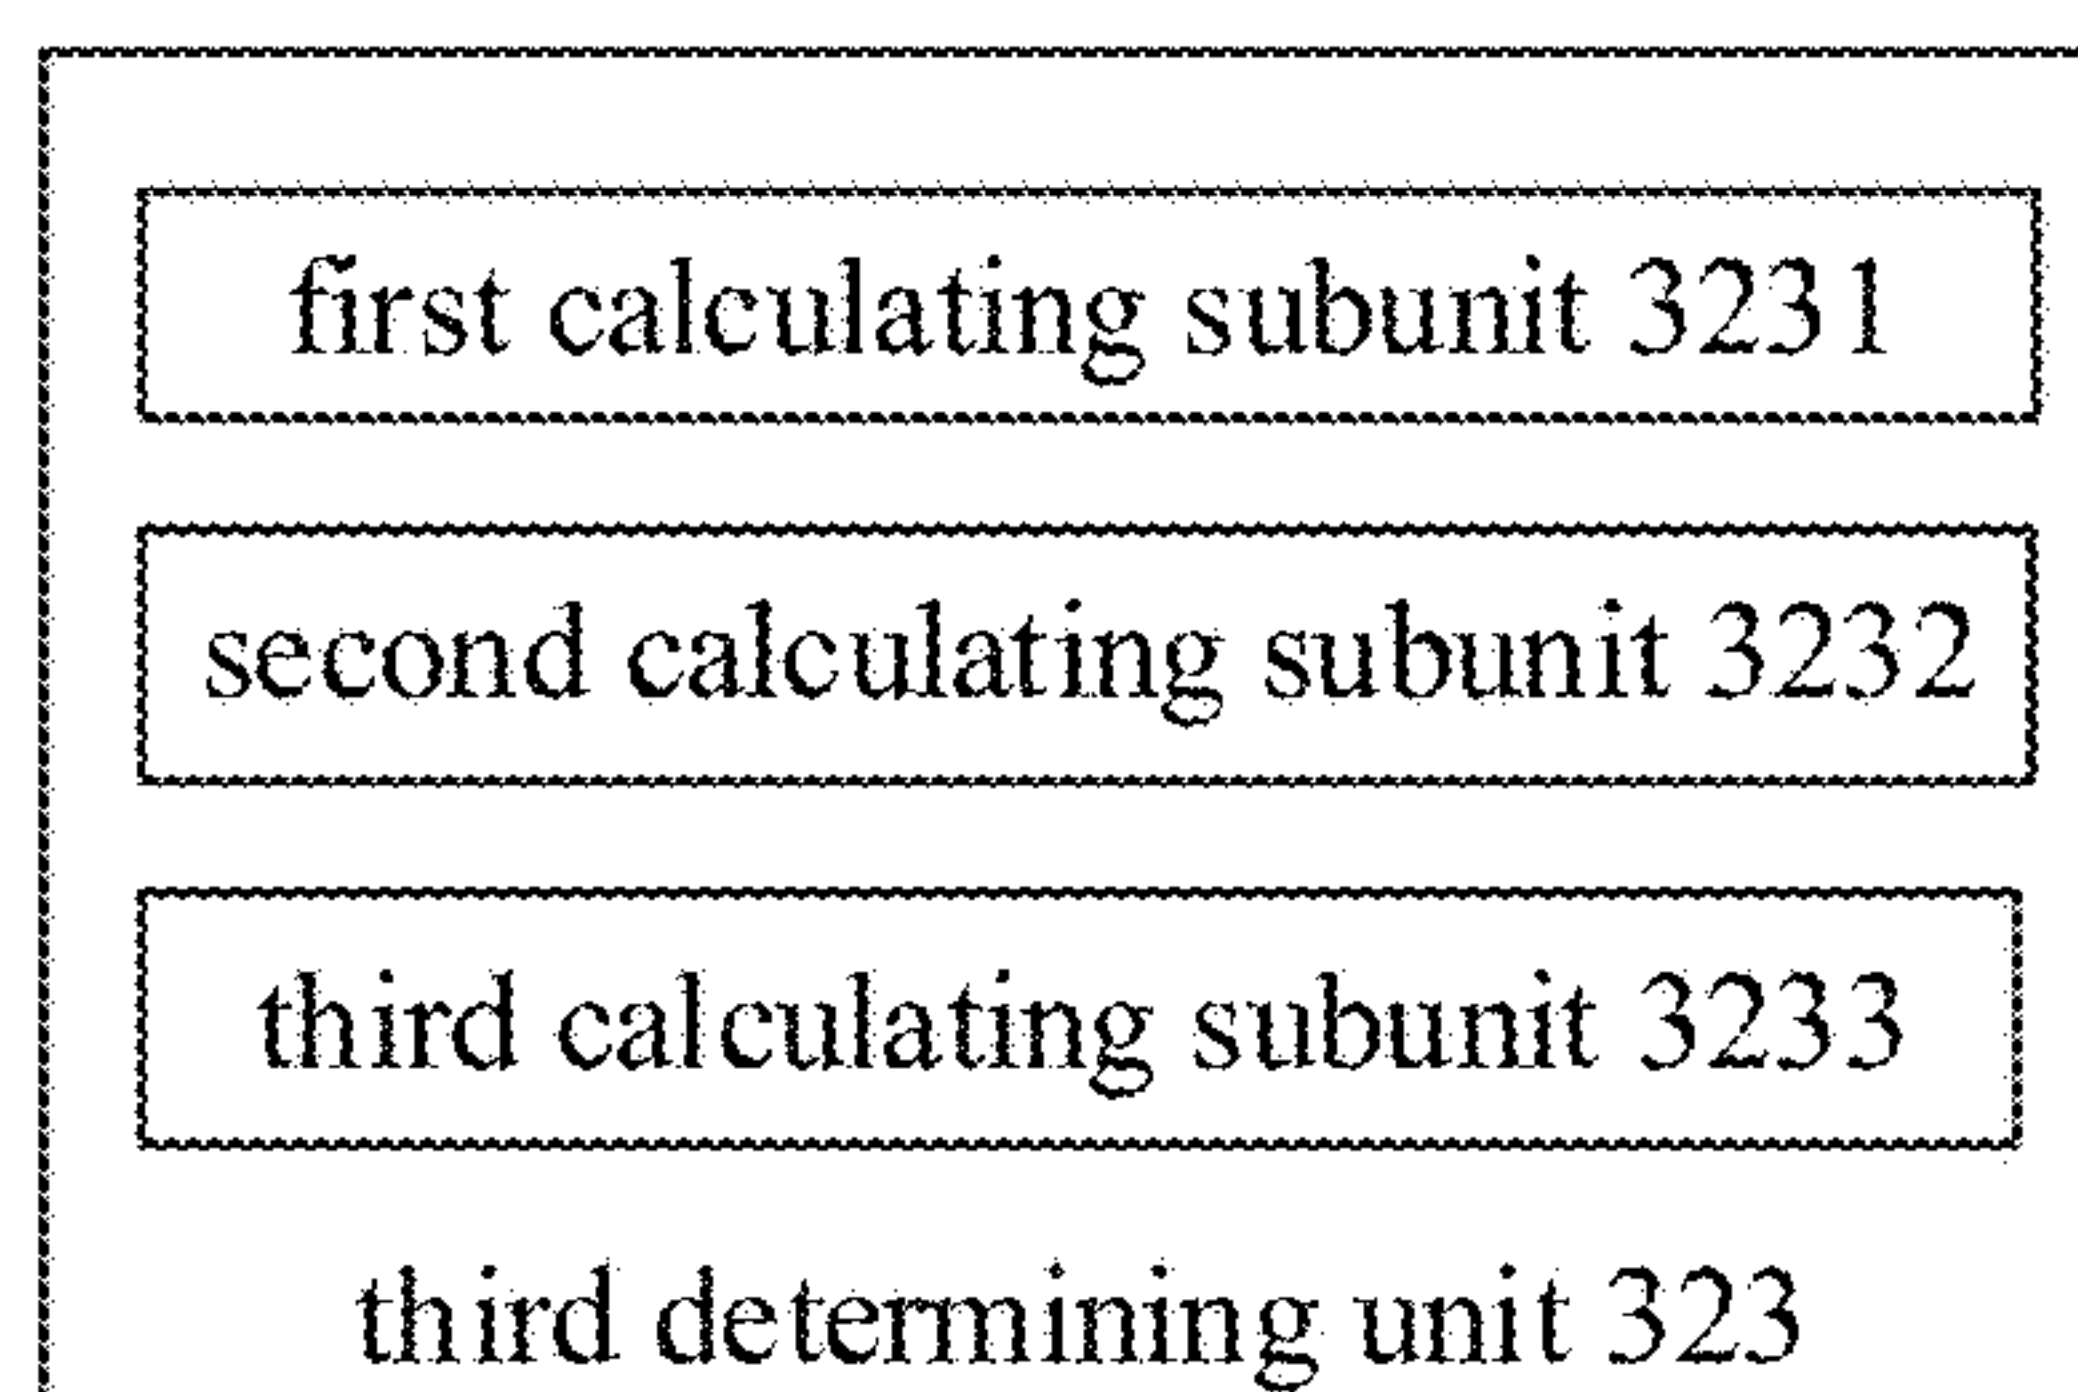 first calculating subunit 3231
second calculating subunit 3232
third calculating subunit 3233
third determining unit 323